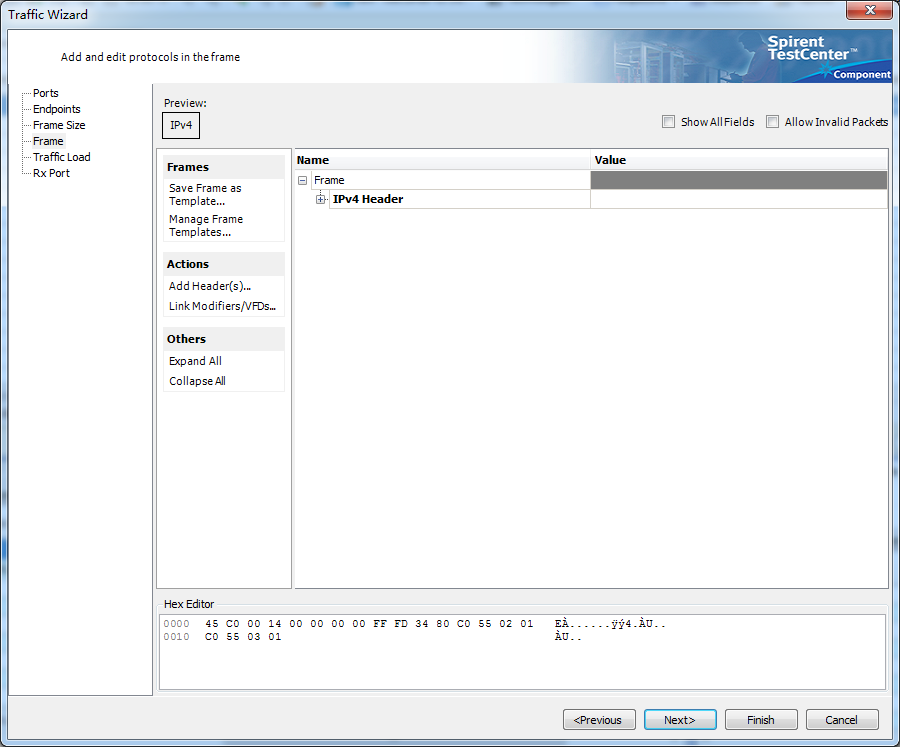 Traffic Wizard
Add and edit protocols in the frame
Spirent
TestCenter™
Component
Ports
Endpoints
Frame Size
Frame
Traffic Load
Rx Port
Preview:
IPv4
Show All Fields
Allow Invalid Packets
Frames
Save Frame as
Template...
Manage Frame
Templates...
Actions
Add Header(s)...
Link Modifiers/VFDs...
Others
Expand All
Collapse All
Name Value
Frame
IPv4 Header
Hex Editor
0000 45 C0 00 14 00 00 00 00 FF FD 34 80 C0 55 02 01 EÀ......ÿý4.ÀU..
0010 C0 55 03 01 ÀU..
<Previous
Next>
Finish
Cancel